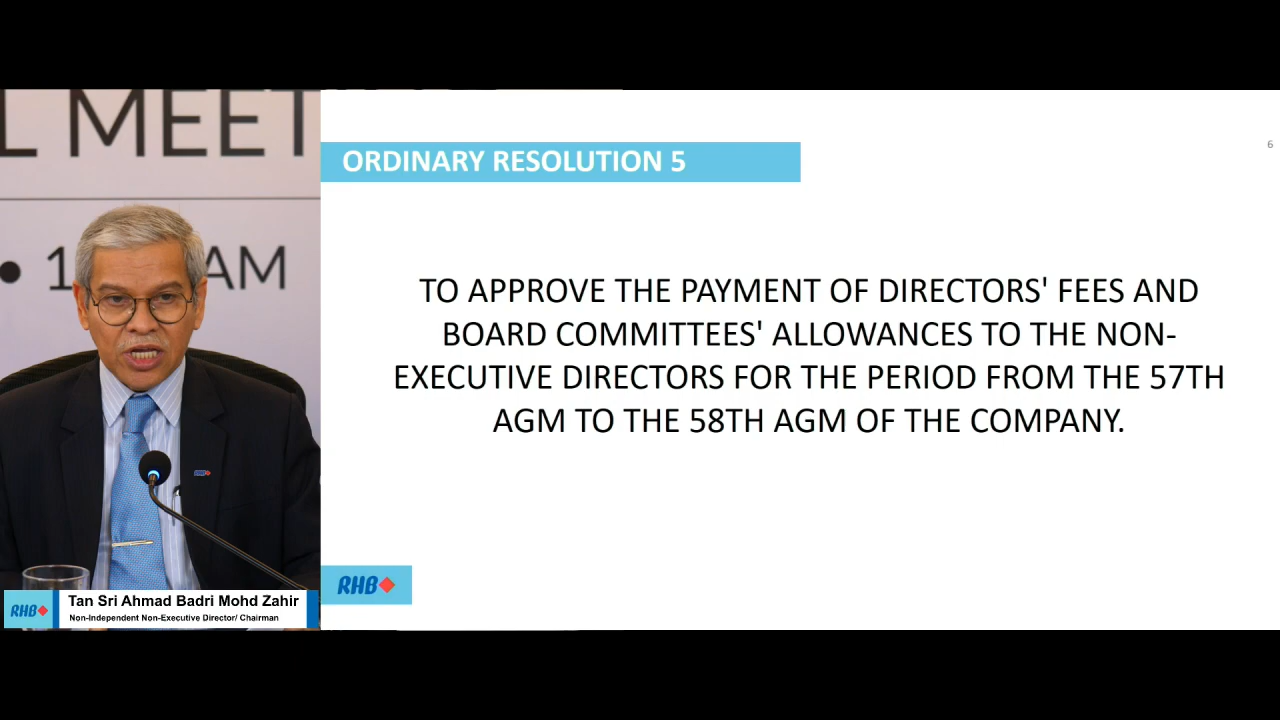 L MEET
• 1 AM
6
ORDINARY RESOLUTION 5
TO APPROVE THE PAYMENT OF DIRECTORS' FEES AND
BOARD COMMITTEES' ALLOWANCES TO THE NON-
EXECUTIVE DIRECTORS FOR THE PERIOD FROM THE 57TH
AGM TO THE 58TH AGM OF THE COMPANY.
RHB
RHB
Tan Sri Ahmad Badri Mohd Zahir
Non-Independent Non-Executive Director/ Chairman